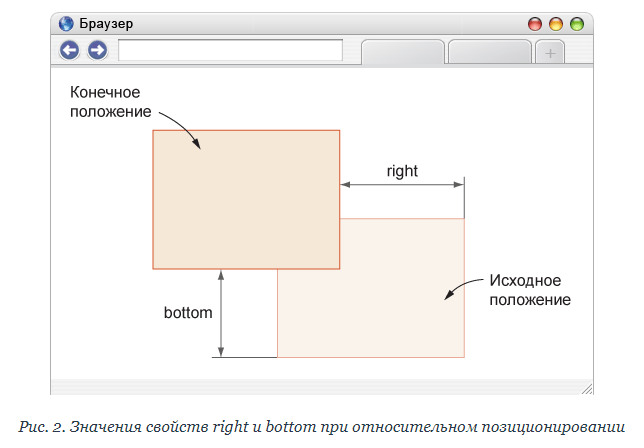 Браузер
+
Конечное
положение
right
bottom
Исходное
положение
Рис. 2. Значения свойств right и bottom при относительном позиционировании